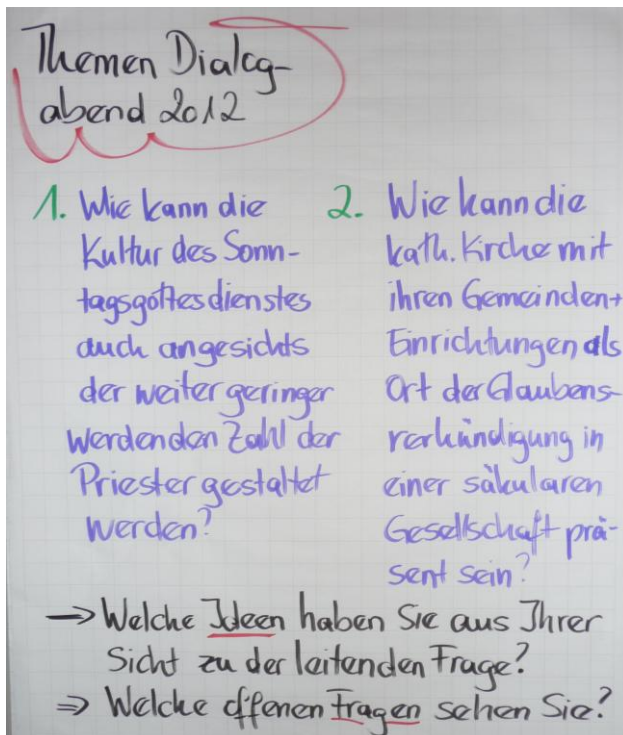 Themen Dialog-
abend 2012
1. Wie kann die
Kultur des Sonn-
tagsgottesdienstes
auch angesichts
der weiter geringer
werdenden Zahl der
Priester gestaltet
werden?
2. Wie kann die
kath. Kirche mit
ihren Gemeinden+
Einrichtungen als
Ort der Glaubens-
verkündigung in
einer säkularen
Gesellschaft prä-
sent sein?
→ Welche Ideen haben Sie aus Ihrer
Sicht zu der leitenden Frage?
⇒ Welche offenen Fragen sehen Sie?